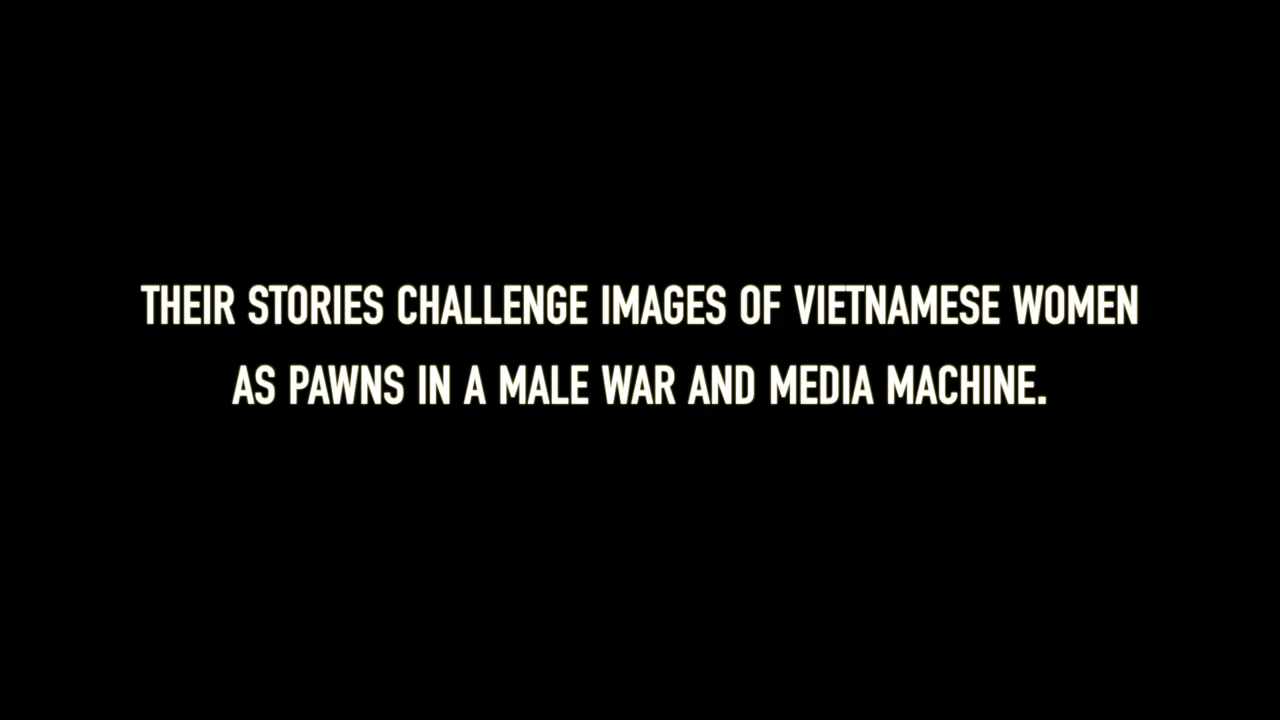 THEIR STORIES CHALLENGE IMAGES OF VIETNAMESE WOMEN
AS PAWNS IN A MALE WAR AND MEDIA MACHINE.